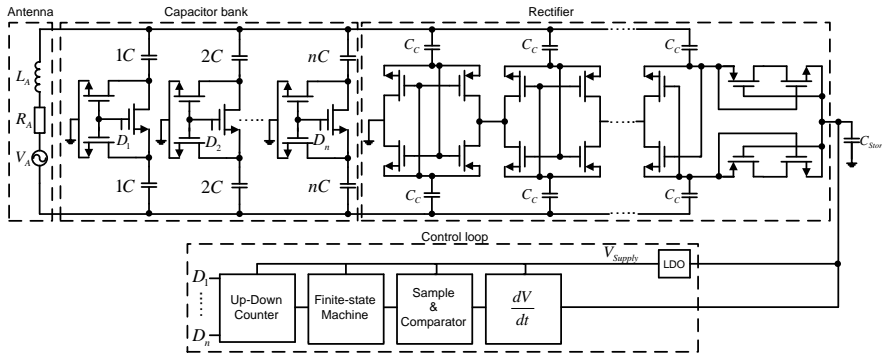 Antenna
Capacitor bank
Rectifier
1C
2C
nC
C_C
C_C
C_C
L_A
R_A
V_A
D_1
D_2
D_n
C_Stor
1C
2C
nC
C_C
C_C
C_C
Control loop
V_Supply
LDO
D_1
D_n
Up-Down
Counter
Finite-state
Machine
Sample
&
Comparator
dV
dt